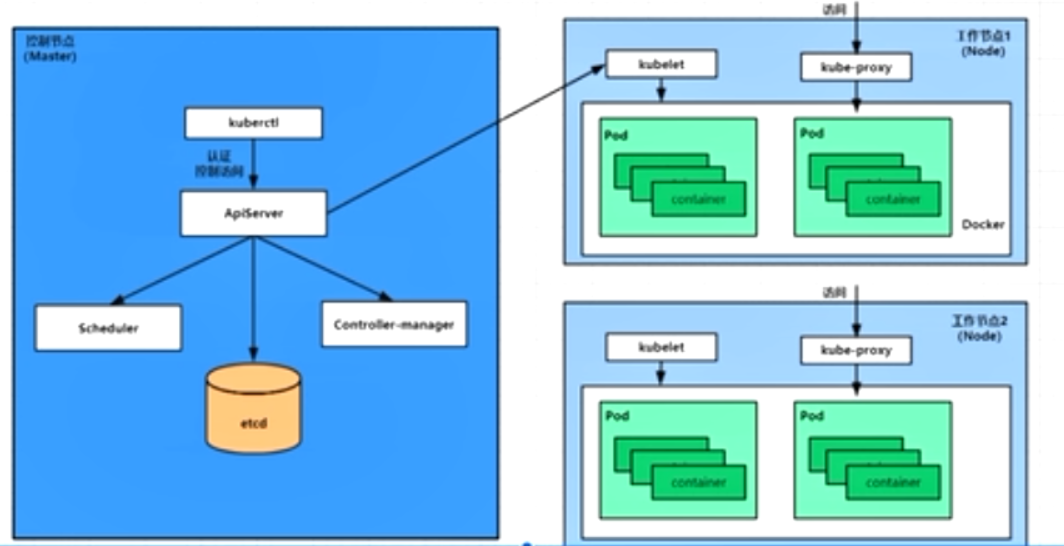 控制节点
(Master)
kuberctl
认证
控制访问
ApiServer
Scheduler
Controller-manager
etcd
访问
工作节点1
(Node)
kubelet
kube-proxy
Pod
container
Pod
container
Docker
访问
工作节点2
(Node)
kubelet
kube-proxy
Pod
container
Pod
container